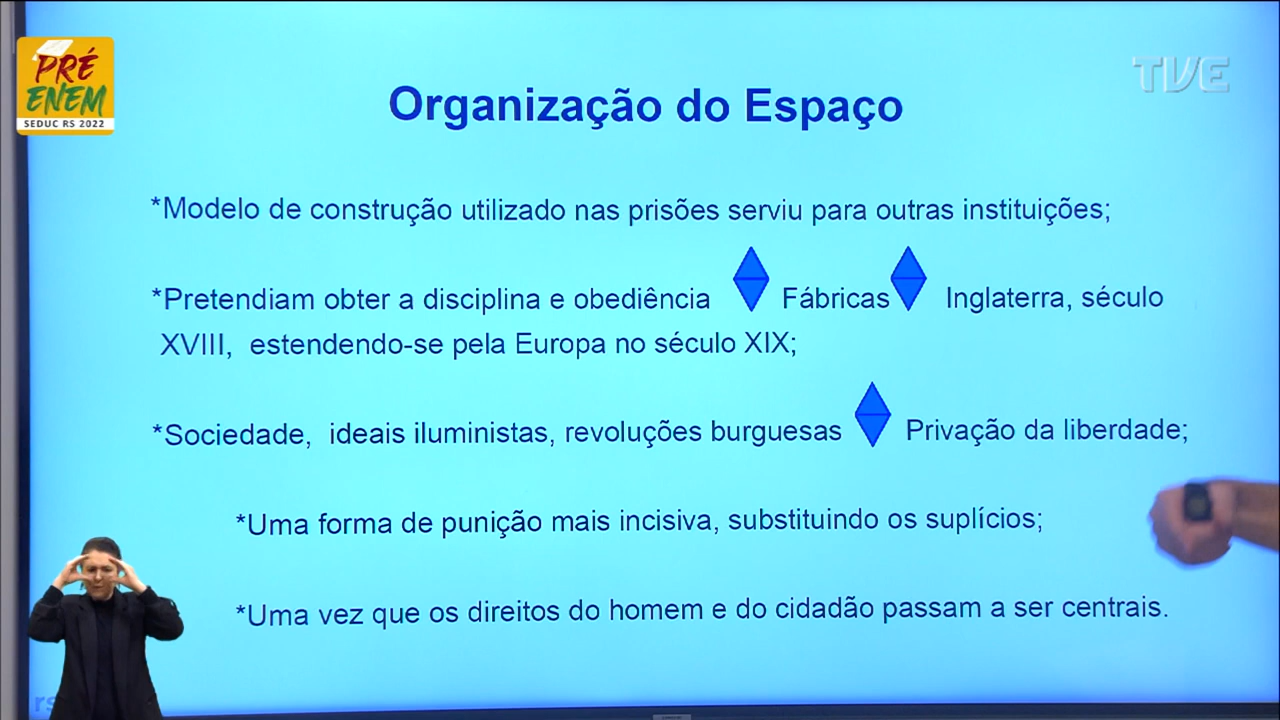 PRÉ
ENEM
SEDUC RS 2022
TVE
Organização do Espaço
*Modelo de construção utilizado nas prisões serviu para outras instituições;
*Pretendiam obter a disciplina e obediência Fábricas Inglaterra, século
XVIII, estendendo-se pela Europa no século XIX;
*Sociedade, ideais iluministas, revoluções burguesas Privação da liberdade;
*Uma forma de punição mais incisiva, substituindo os suplícios;
*Uma vez que os direitos do homem e do cidadão passam a ser centrais.